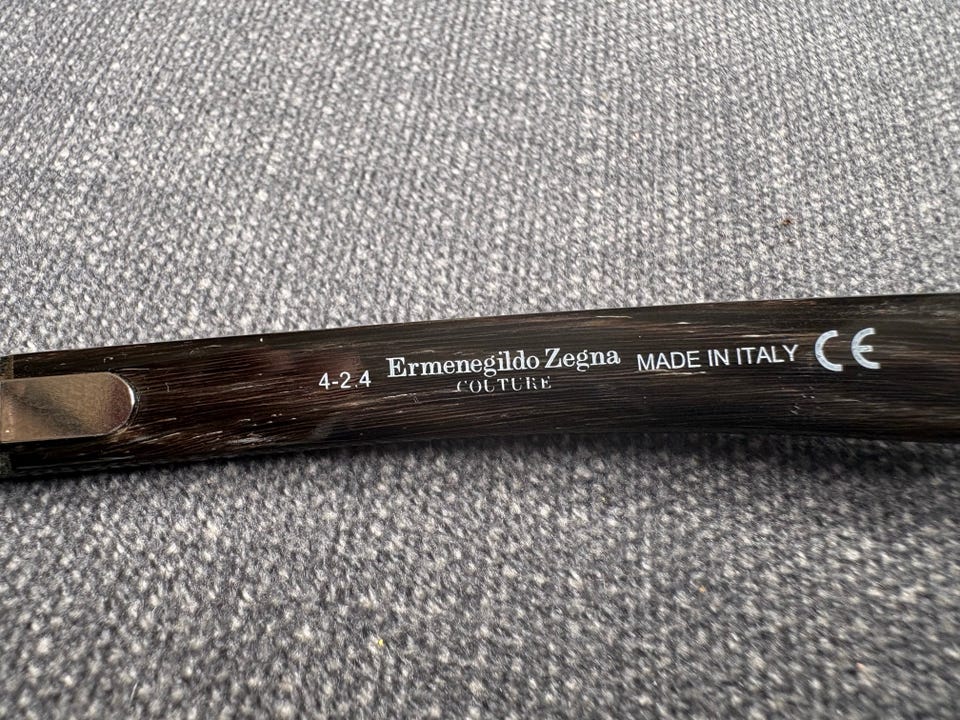 4-2.4 Ermenegildo Zegna MADE IN ITALY CE
COUTURE